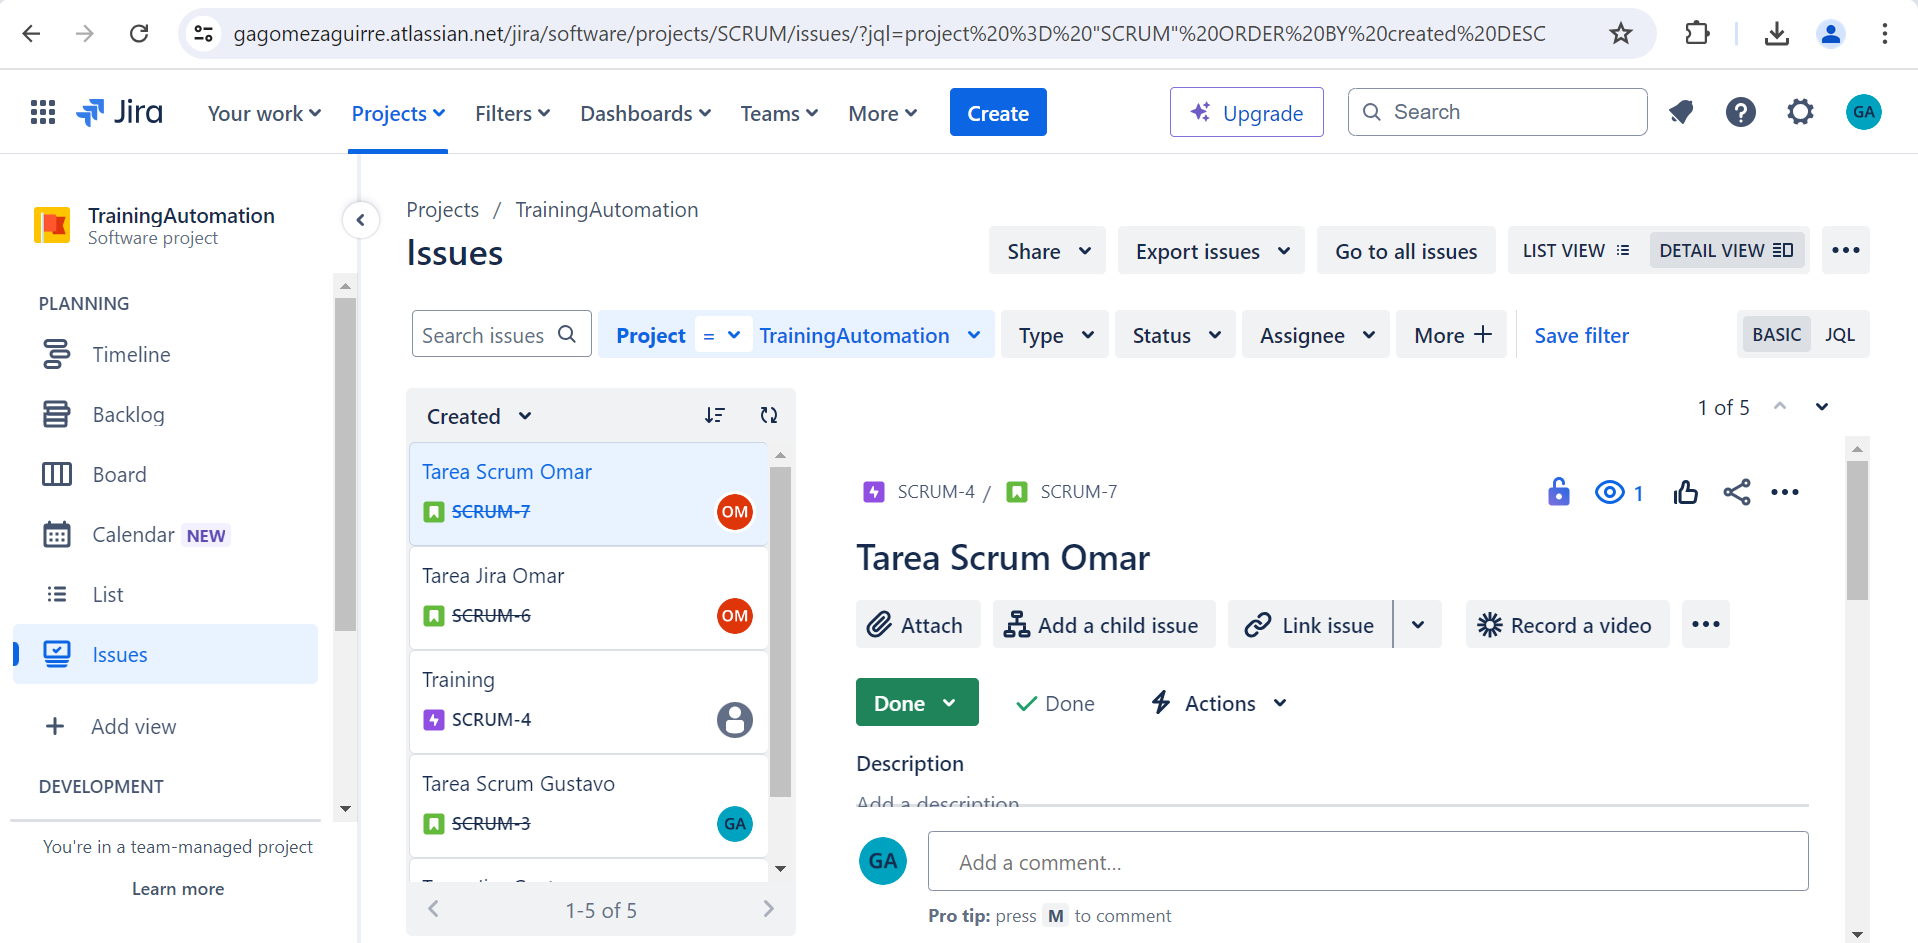 gagomezaguirre.atlassian.net/jira/software/projects/SCRUM/issues/?jql=project%20%3D%20"SCRUM"%20ORDER%20BY%20created%20DESC
Jira
Your work
Projects
Filters
Dashboards
Teams
More
Create
Upgrade
Search
GA
TrainingAutomation
Software project
PLANNING
Timeline
Backlog
Board
Calendar NEW
List
Issues
Add view
DEVELOPMENT
You're in a team-managed project
Learn more
Projects / TrainingAutomation
Issues
Share
Export issues
Go to all issues
LIST VIEW
DETAIL VIEW
Search issues
Project = TrainingAutomation
Type
Status
Assignee
More
Save filter
BASIC
JQL
Created
Tarea Scrum Omar
SCRUM-7
OM
Tarea Jira Omar
SCRUM-6
OM
Training
SCRUM-4
Tarea Scrum Gustavo
SCRUM-3
GA
1-5 of 5
1 of 5
SCRUM-4 / SCRUM-7
1
Tarea Scrum Omar
Attach
Add a child issue
Link issue
Record a video
Done
Done
Actions
Description
Add a description
GA
Add a comment...
Pro tip: press M to comment